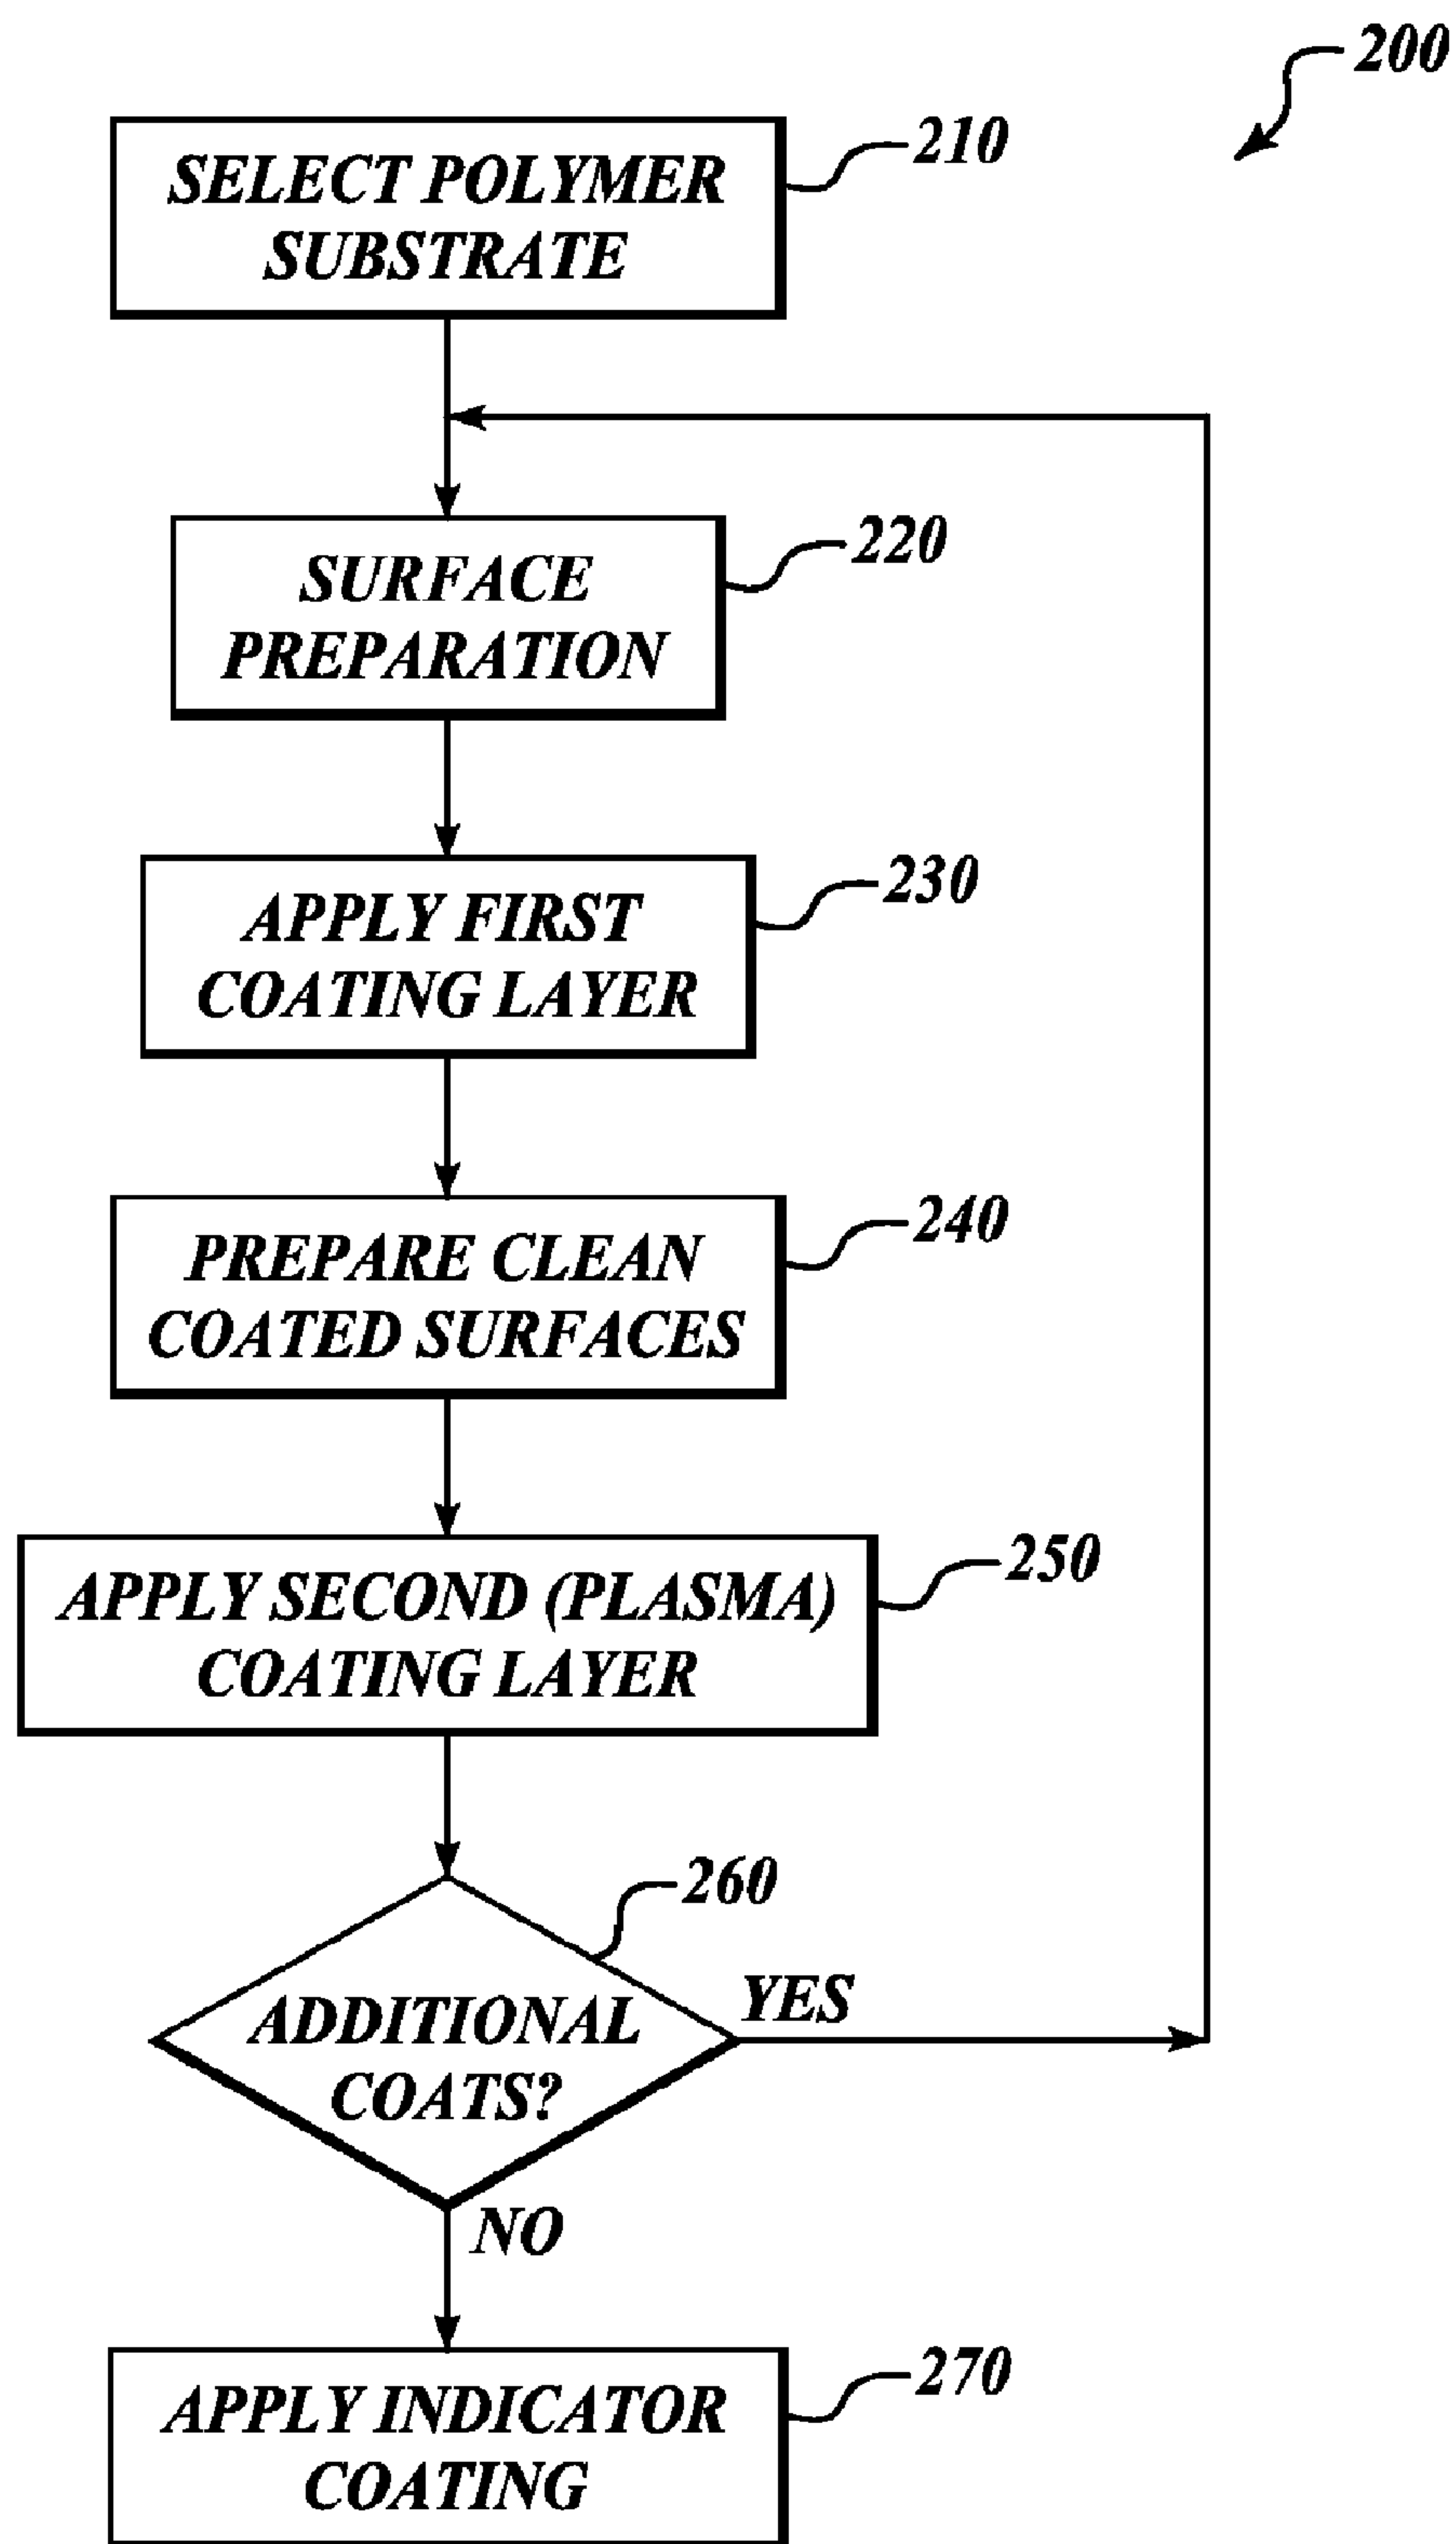 200
SELECT POLYMER
SUBSTRATE
210
SURFACE
PREPARATION
220
APPLY FIRST
COATING LAYER
230
PREPARE CLEAN
COATED SURFACES
240
APPLY SECOND (PLASMA)
COATING LAYER
250
260
ADDITIONAL
COATS?
YES
NO
APPLY INDICATOR
COATING
270